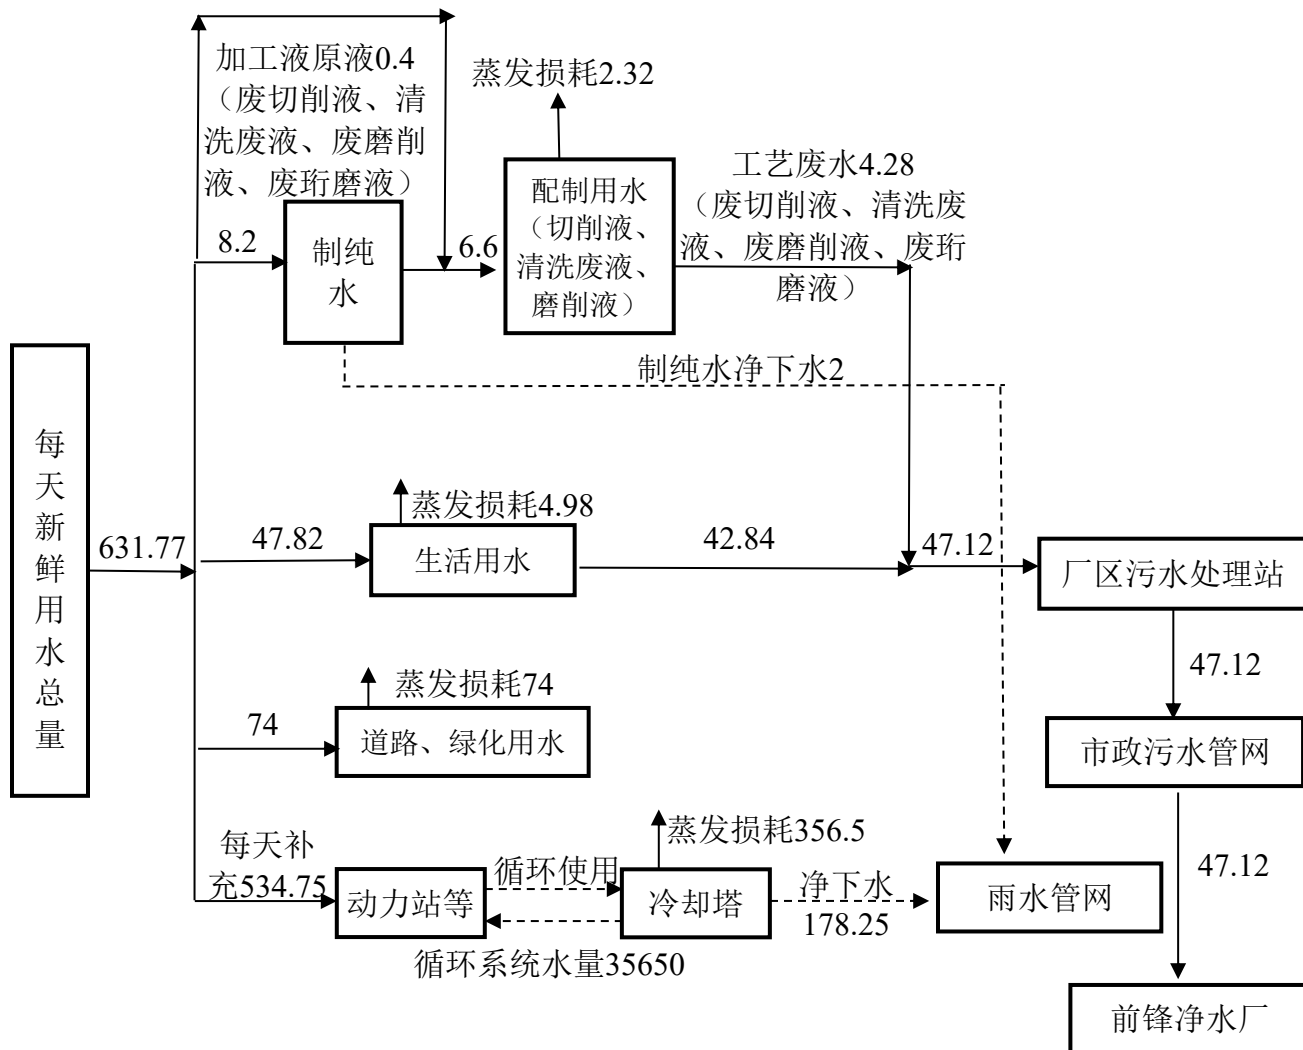 加工液原液0.4
（废切削液、清
洗废液、废磨削
液、废珩磨液）
蒸发损耗2.32
工艺废水4.28
（废切削液、清洗废
液、废磨削液、废珩
磨液）
8.2
制纯
水
6.6
配制用水
（切削液、
清洗废液、
磨削液）
制纯水净下水2
每
天
新
鲜
用
水
总
量
631.77
47.82
蒸发损耗4.98
生活用水
42.84
47.12
厂区污水处理站
47.12
蒸发损耗74
74
道路、绿化用水
市政污水管网
47.12
每天补
充534.75
动力站等
循环使用
循环系统水量35650
蒸发损耗356.5
冷却塔
净下水
178.25
雨水管网
前锋净水厂